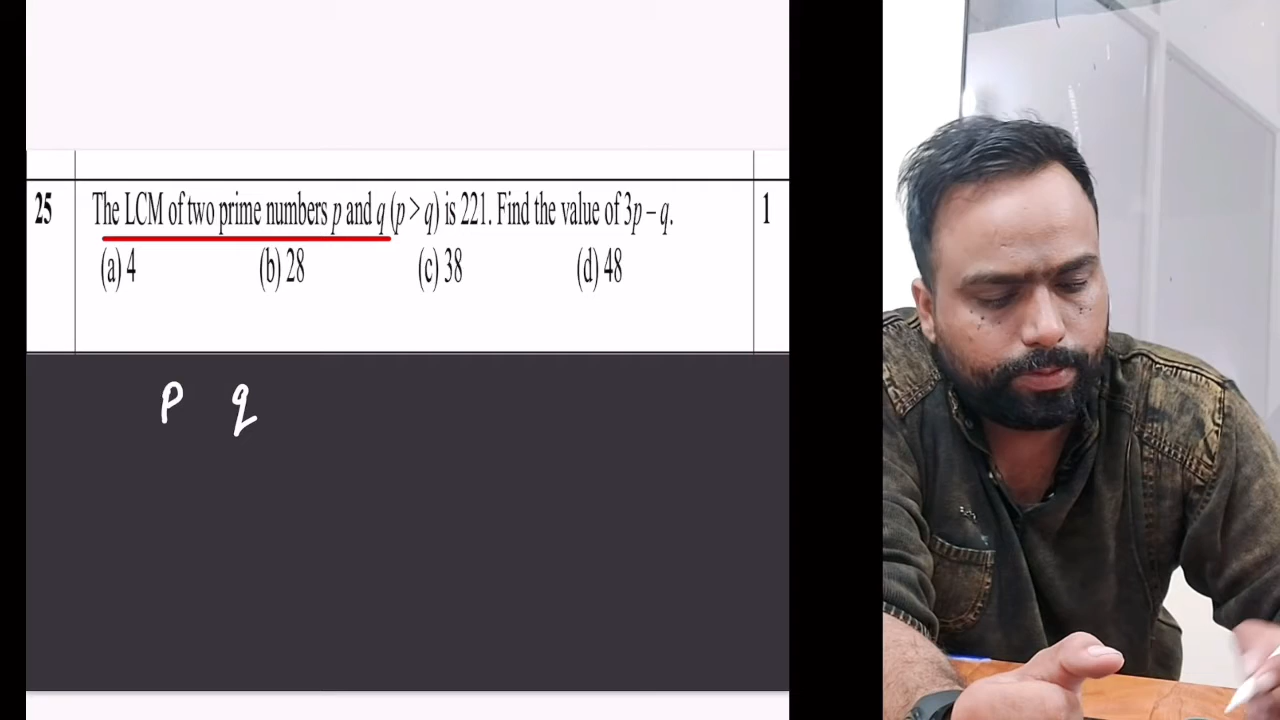 25 The LCM of two prime numbers p and q (p > q) is 221. Find the value of 3p – q. 1
(a) 4 (b) 28 (c) 38 (d) 48
p q